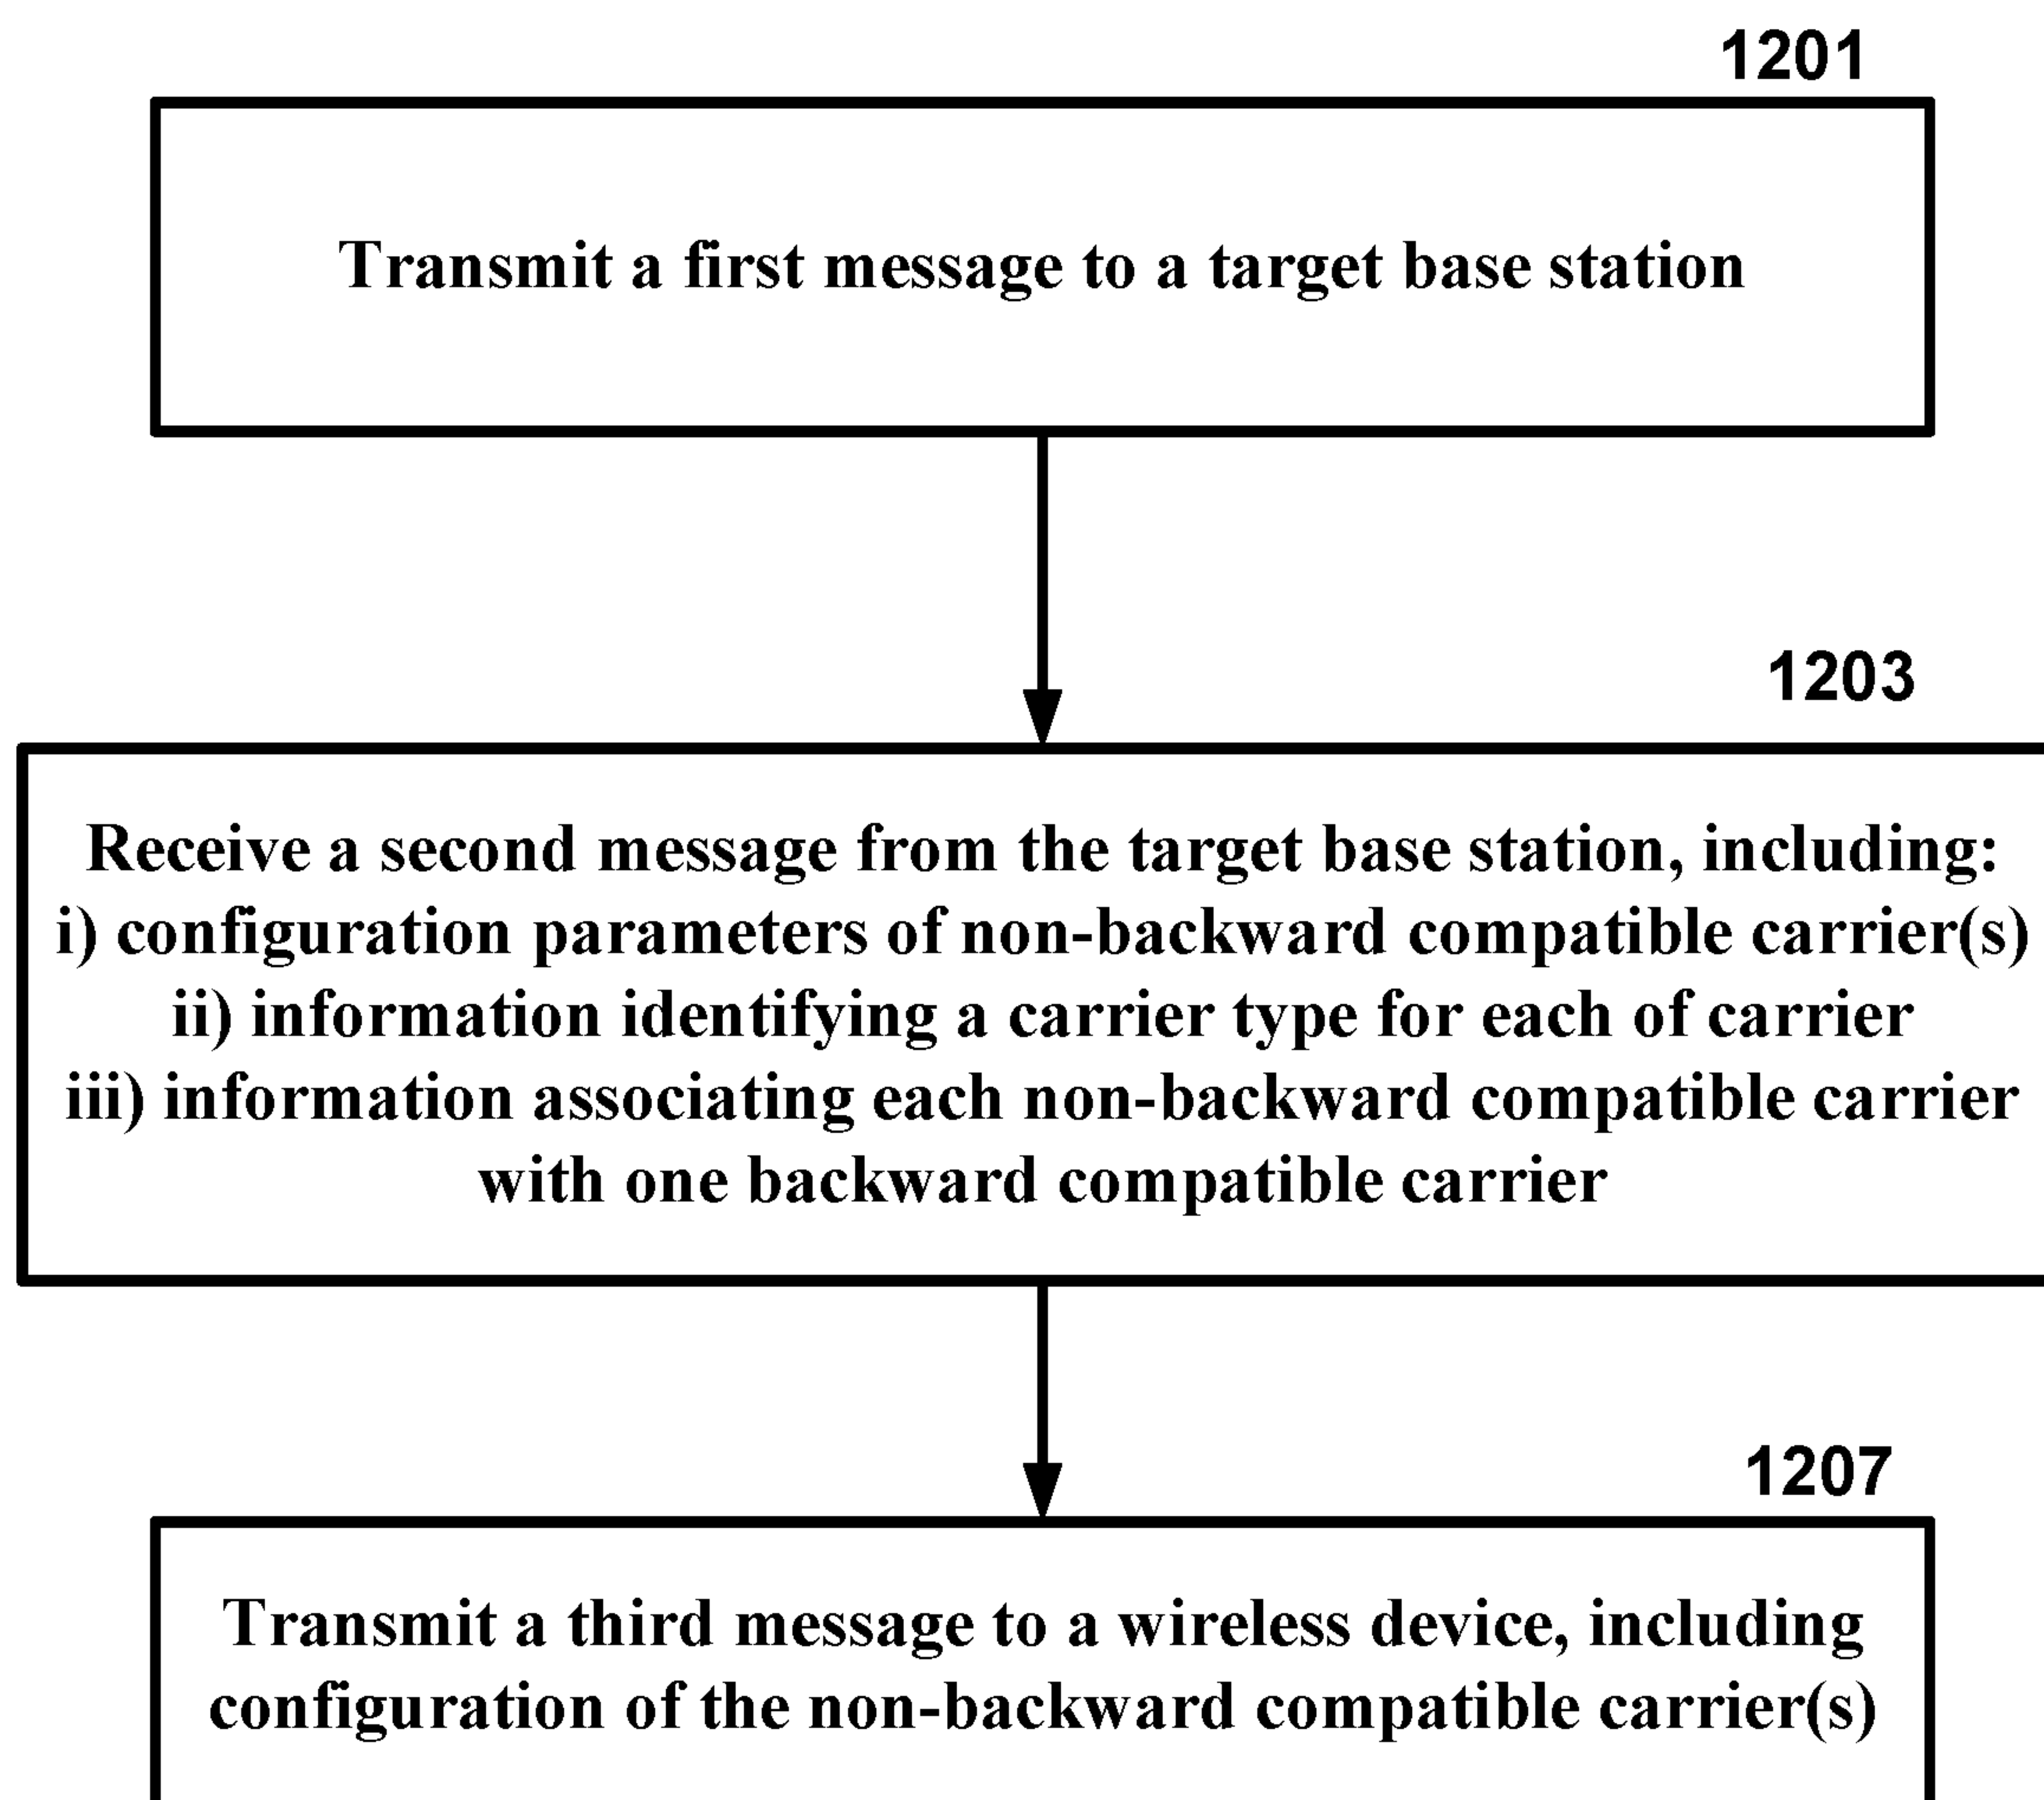 1201
Transmit a first message to a target base station
1203
Receive a second message from the target base station, including:
i) configuration parameters of non-backward compatible carrier(s)
ii) information identifying a carrier type for each of carrier
iii) information associating each non-backward compatible carrier
with one backward compatible carrier
1207
Transmit a third message to a wireless device, including
configuration of the non-backward compatible carrier(s)